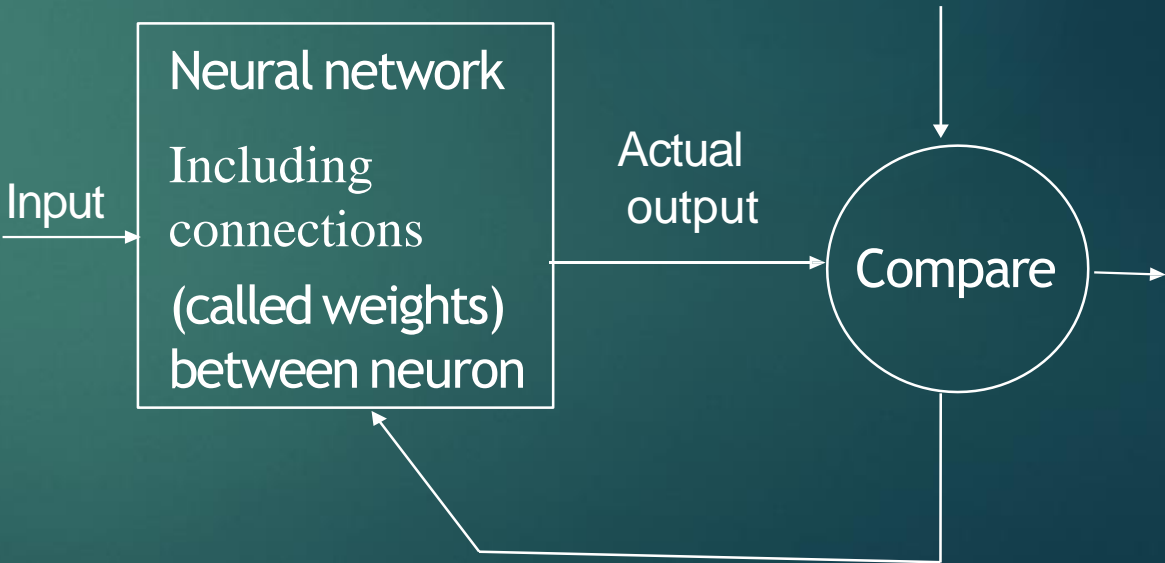 Neural network
Including
connections
(called weights)
between neuron
Input
Actual
output
Compare